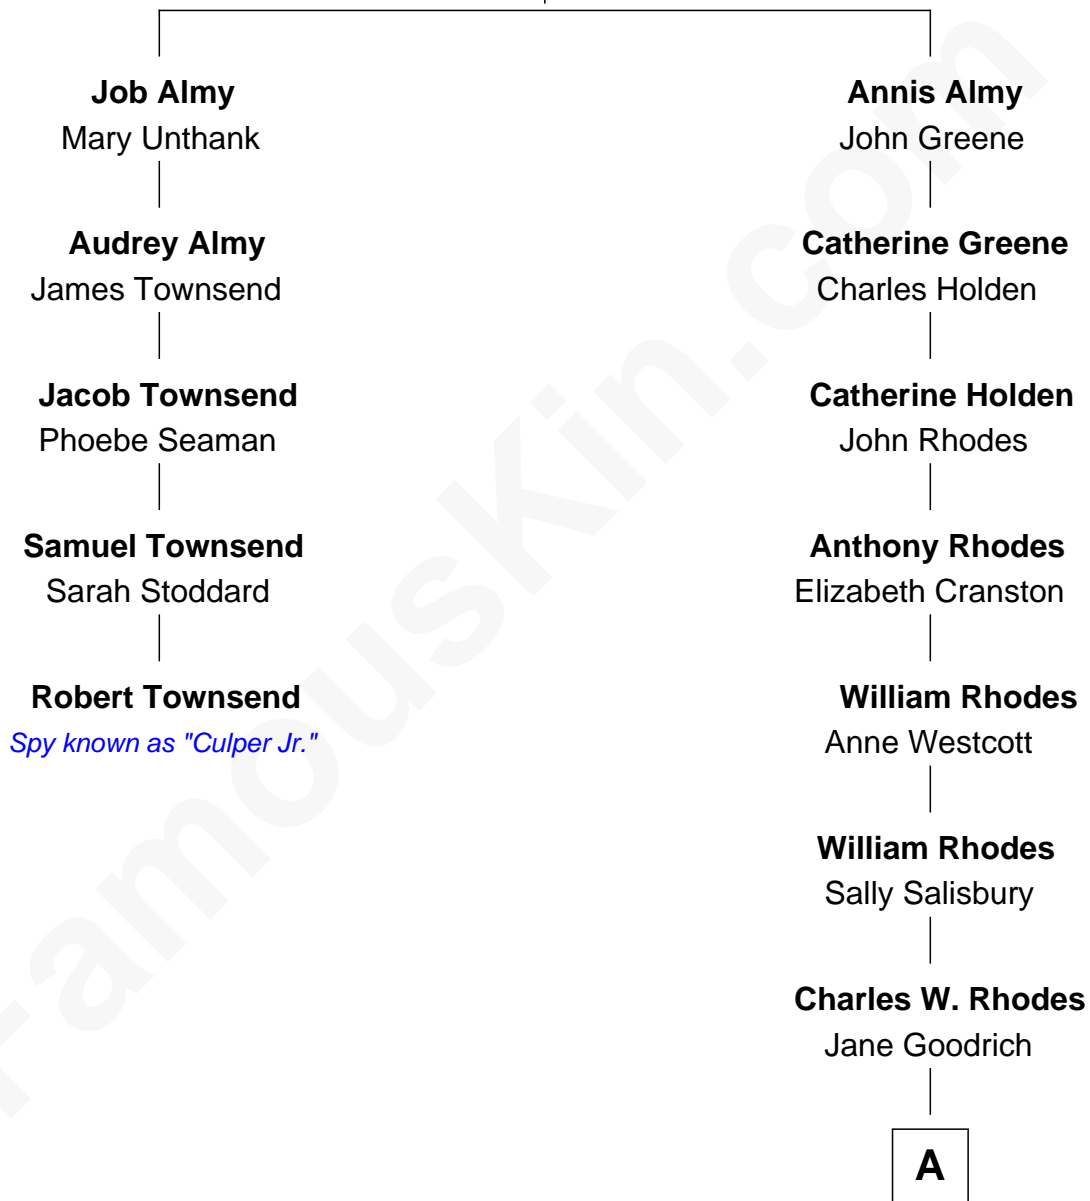 Job Almy
Mary Unthank
Audrey Almy
James Townsend
Jacob Townsend
Phoebe Seaman
Samuel Townsend
Sarah Stoddard
Robert Townsend
Spy known as "Culper Jr."
Annis Almy
John Greene
Catherine Greene
Charles Holden
Catherine Holden
John Rhodes
Anthony Rhodes
Elizabeth Cranston
William Rhodes
Anne Westcott
William Rhodes
Sally Salisbury
Charles W. Rhodes
Jane Goodrich
A
FamousKin.com